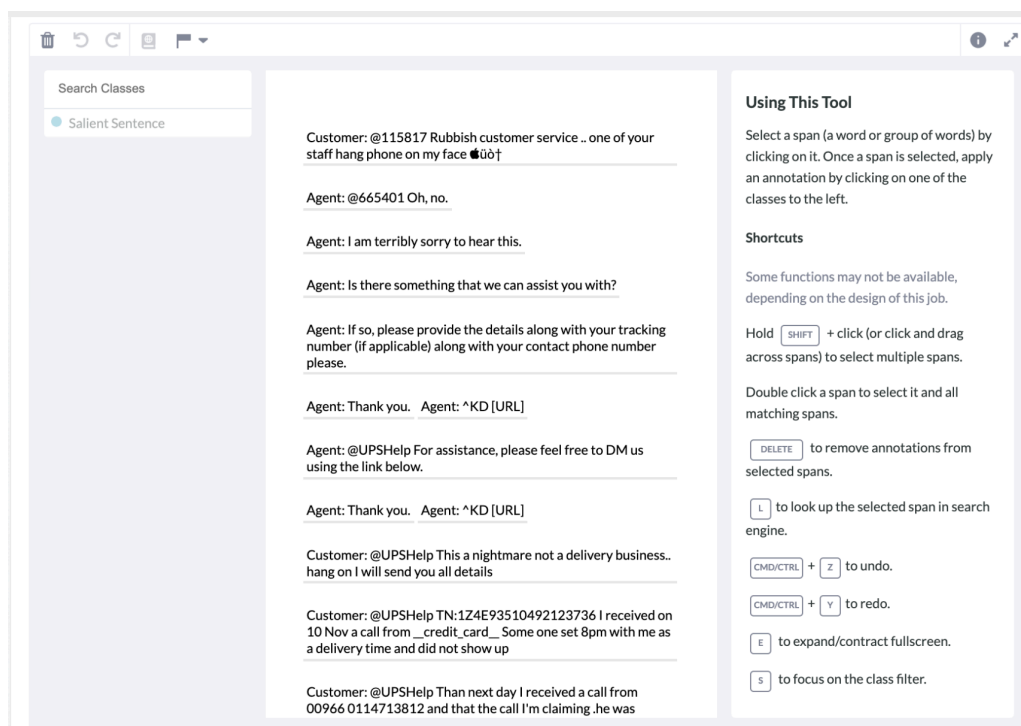 Search Classes
Salient Sentence
Customer: @115817 Rubbish customer service .. one of your
staff hang phone on my face üò†
Agent: @665401 Oh, no.
Agent: I am terribly sorry to hear this.
Agent: Is there something that we can assist you with?
Agent: If so, please provide the details along with your tracking
number (if applicable) along with your contact phone number
please.
Agent: Thank you. Agent: ^KD [URL]
Agent: @UPSHelp For assistance, please feel free to DM us
using the link below.
Agent: Thank you. Agent: ^KD [URL]
Customer: @UPSHelp This a nightmare not a delivery business..
hang on I will send you all details
Customer: @UPSHelp TN:1Z4E93510492123736 I received on
10 Nov a call from __credit_card__ Some one set 8pm with me as
a delivery time and did not show up
Customer: @UPSHelp Than next day I received a call from
00966 0114713812 and that the call I'm claiming .he was
Using This Tool
Select a span (a word or group of words) by
clicking on it. Once a span is selected, apply
an annotation by clicking on one of the
classes to the left.
Shortcuts
Some functions may not be available,
depending on the design of this job.
Hold SHIFT + click (or click and drag
across spans) to select multiple spans.
Double click a span to select it and all
matching spans.
DELETE to remove annotations from
selected spans.
L to look up the selected span in search
engine.
CMD/CTRL + Z to undo.
CMD/CTRL + Y to redo.
E to expand/contract fullscreen.
S to focus on the class filter.